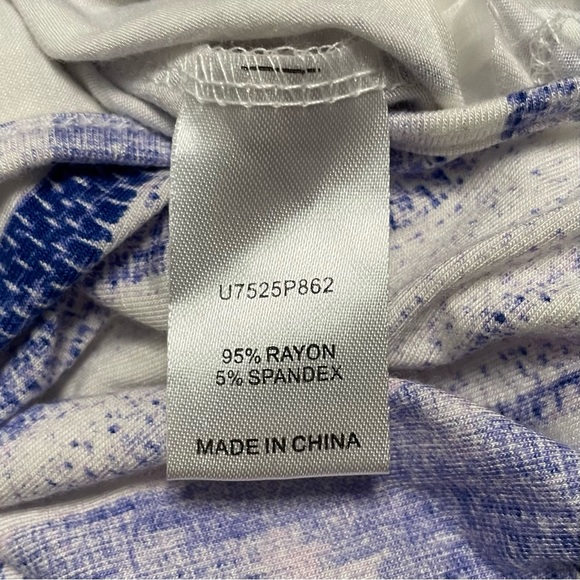 U7525P862
95% RAYON
5% SPANDEX
MADE IN CHINA